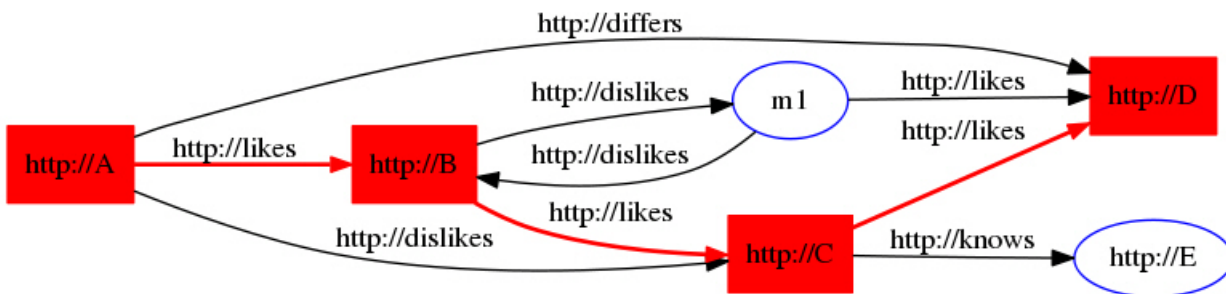 http://differs
http://dislikes
m1
http://likes
http://D
http://likes
http://A
http://likes
http://B
http://dislikes
http://likes
http://dislikes
http://C
http://knows
http://E